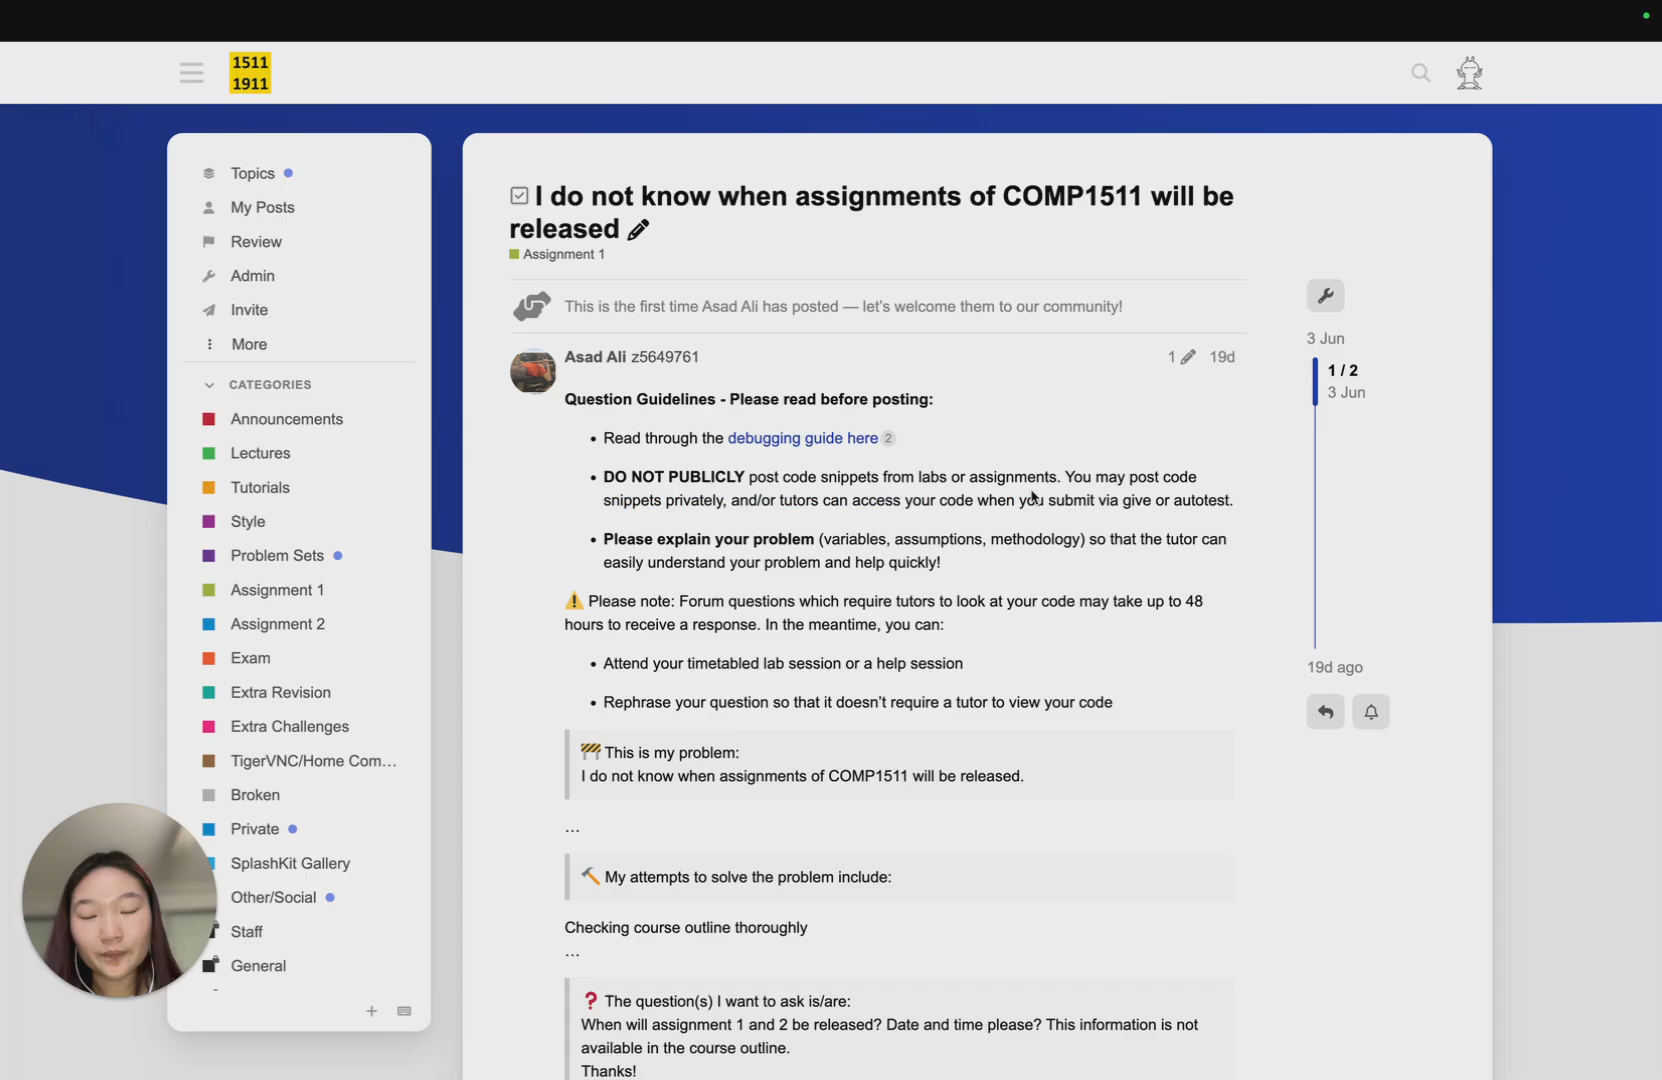 1511
1911
Topics
My Posts
Review
Admin
Invite
More
CATEGORIES
Announcements
Lectures
Tutorials
Style
Problem Sets
Assignment 1
Assignment 2
Exam
Extra Revision
Extra Challenges
TigerVNC/Home Com…
Broken
Private
SplashKit Gallery
Other/Social
Staff
General
I do not know when assignments of COMP1511 will be
released
Assignment 1
This is the first time Asad Ali has posted — let's welcome them to our community!
Asad Ali z5649761
1
19d
Question Guidelines - Please read before posting:
• Read through the debugging guide here 2
• DO NOT PUBLICLY post code snippets from labs or assignments. You may post code
snippets privately, and/or tutors can access your code when you submit via give or autotest.
• Please explain your problem (variables, assumptions, methodology) so that the tutor can
easily understand your problem and help quickly!
⚠️ Please note: Forum questions which require tutors to look at your code may take up to 48
hours to receive a response. In the meantime, you can:
• Attend your timetabled lab session or a help session
• Rephrase your question so that it doesn't require a tutor to view your code
🚧 This is my problem:
I do not know when assignments of COMP1511 will be released.
…
🔨 My attempts to solve the problem include:
Checking course outline thoroughly
…
❓ The question(s) I want to ask is/are:
When will assignment 1 and 2 be released? Date and time please? This information is not
available in the course outline.
Thanks!
3 Jun
1 / 2
3 Jun
19d ago